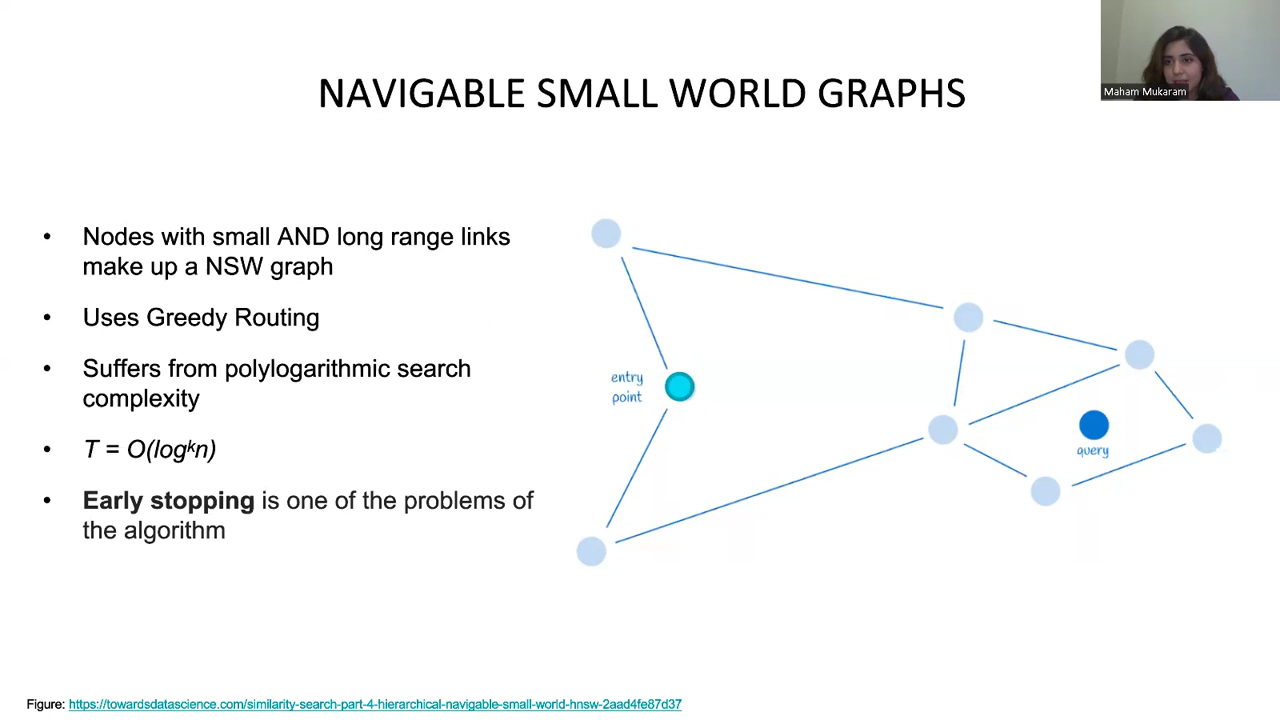 Maham Mukaram
NAVIGABLE SMALL WORLD GRAPHS
• Nodes with small AND long range links
make up a NSW graph
• Uses Greedy Routing
• Suffers from polylogarithmic search
complexity
• T = O(logᵏn)
• Early stopping is one of the problems of
the algorithm
entry
point
query
Figure: https://towardsdatascience.com/similarity-search-part-4-hierarchical-navigable-small-world-hnsw-2aad4fe87d37